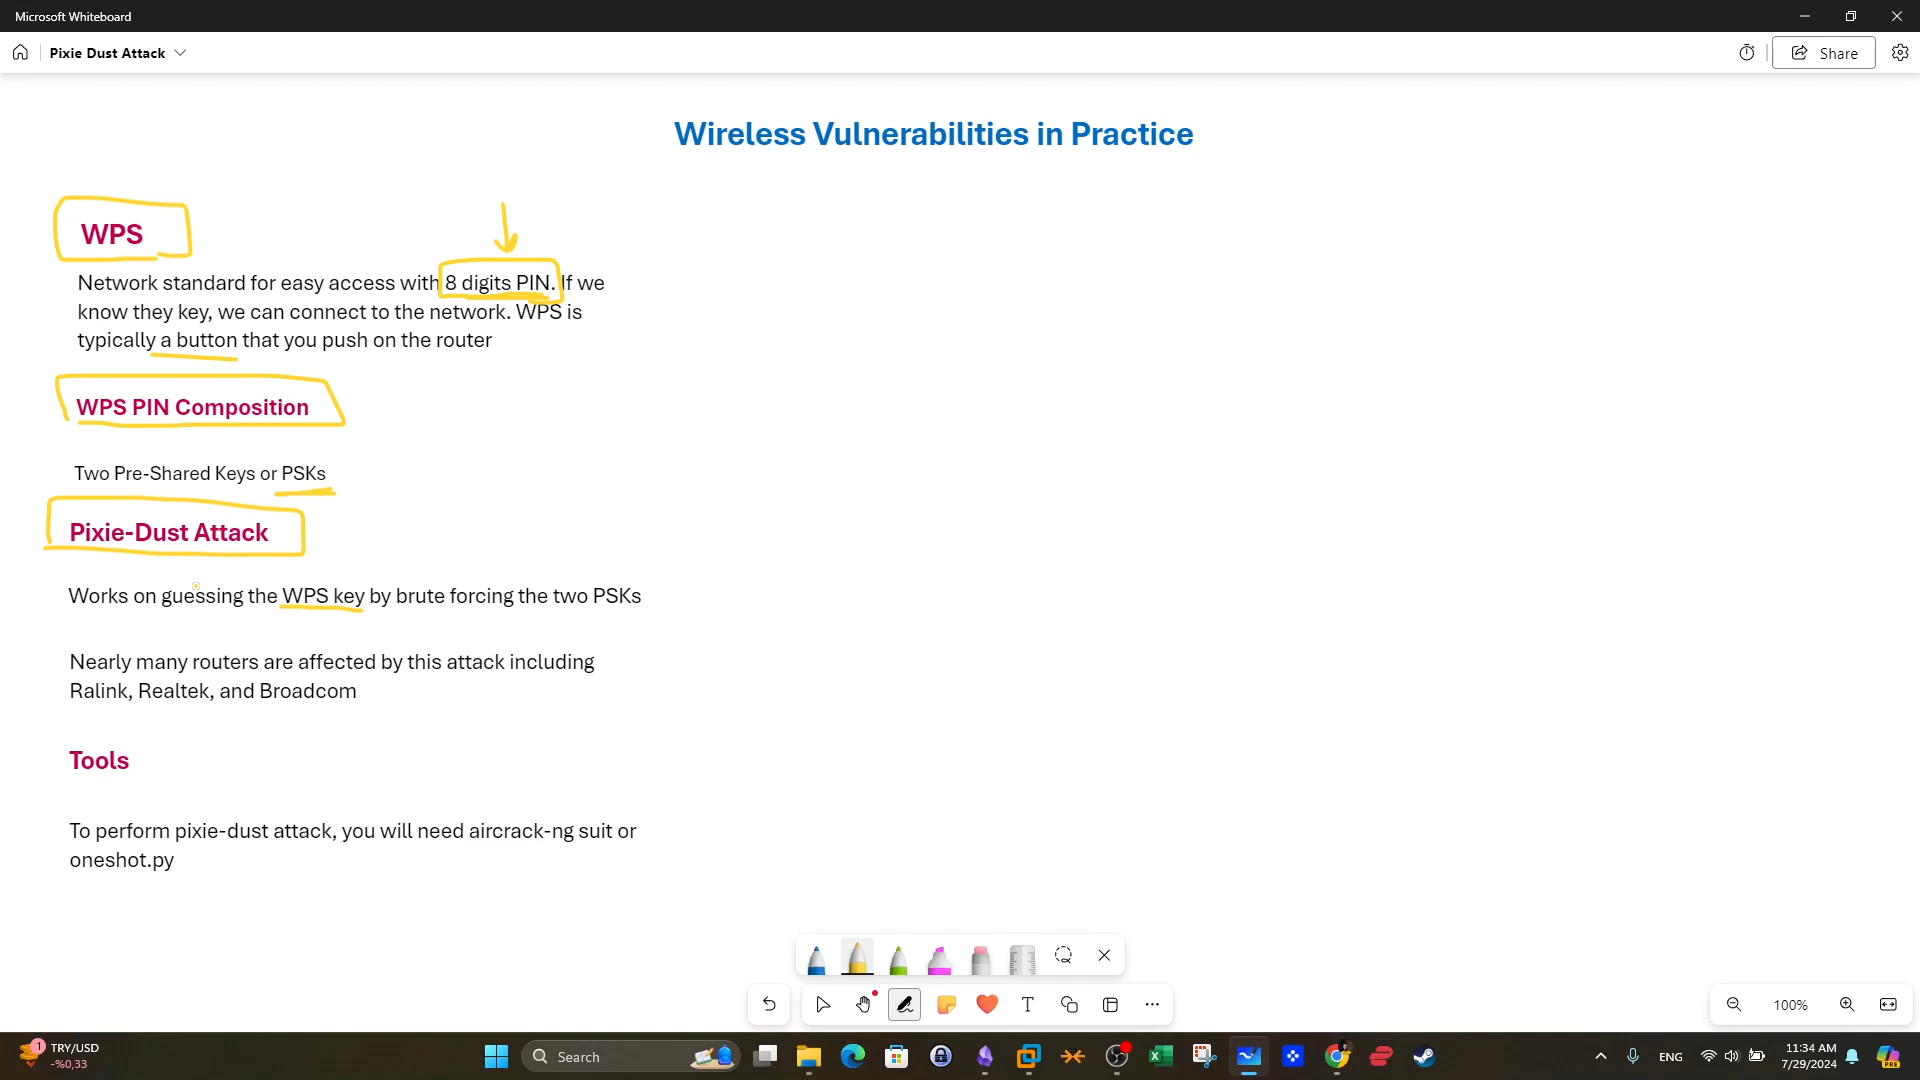 Microsoft Whiteboard
Pixie Dust Attack
Share
Wireless Vulnerabilities in Practice
WPS
Network standard for easy access with 8 digits PIN. If we
know they key, we can connect to the network. WPS is
typically a button that you push on the router
WPS PIN Composition
Two Pre-Shared Keys or PSKs
Pixie-Dust Attack
Works on guessing the WPS key by brute forcing the two PSKs
Nearly many routers are affected by this attack including
Ralink, Realtek, and Broadcom
Tools
To perform pixie-dust attack, you will need aircrack-ng suit or
oneshot.py
T
100%
1
TRY/USD
-%0,33
Search
ENG
11:34 AM
7/29/2024
PRE